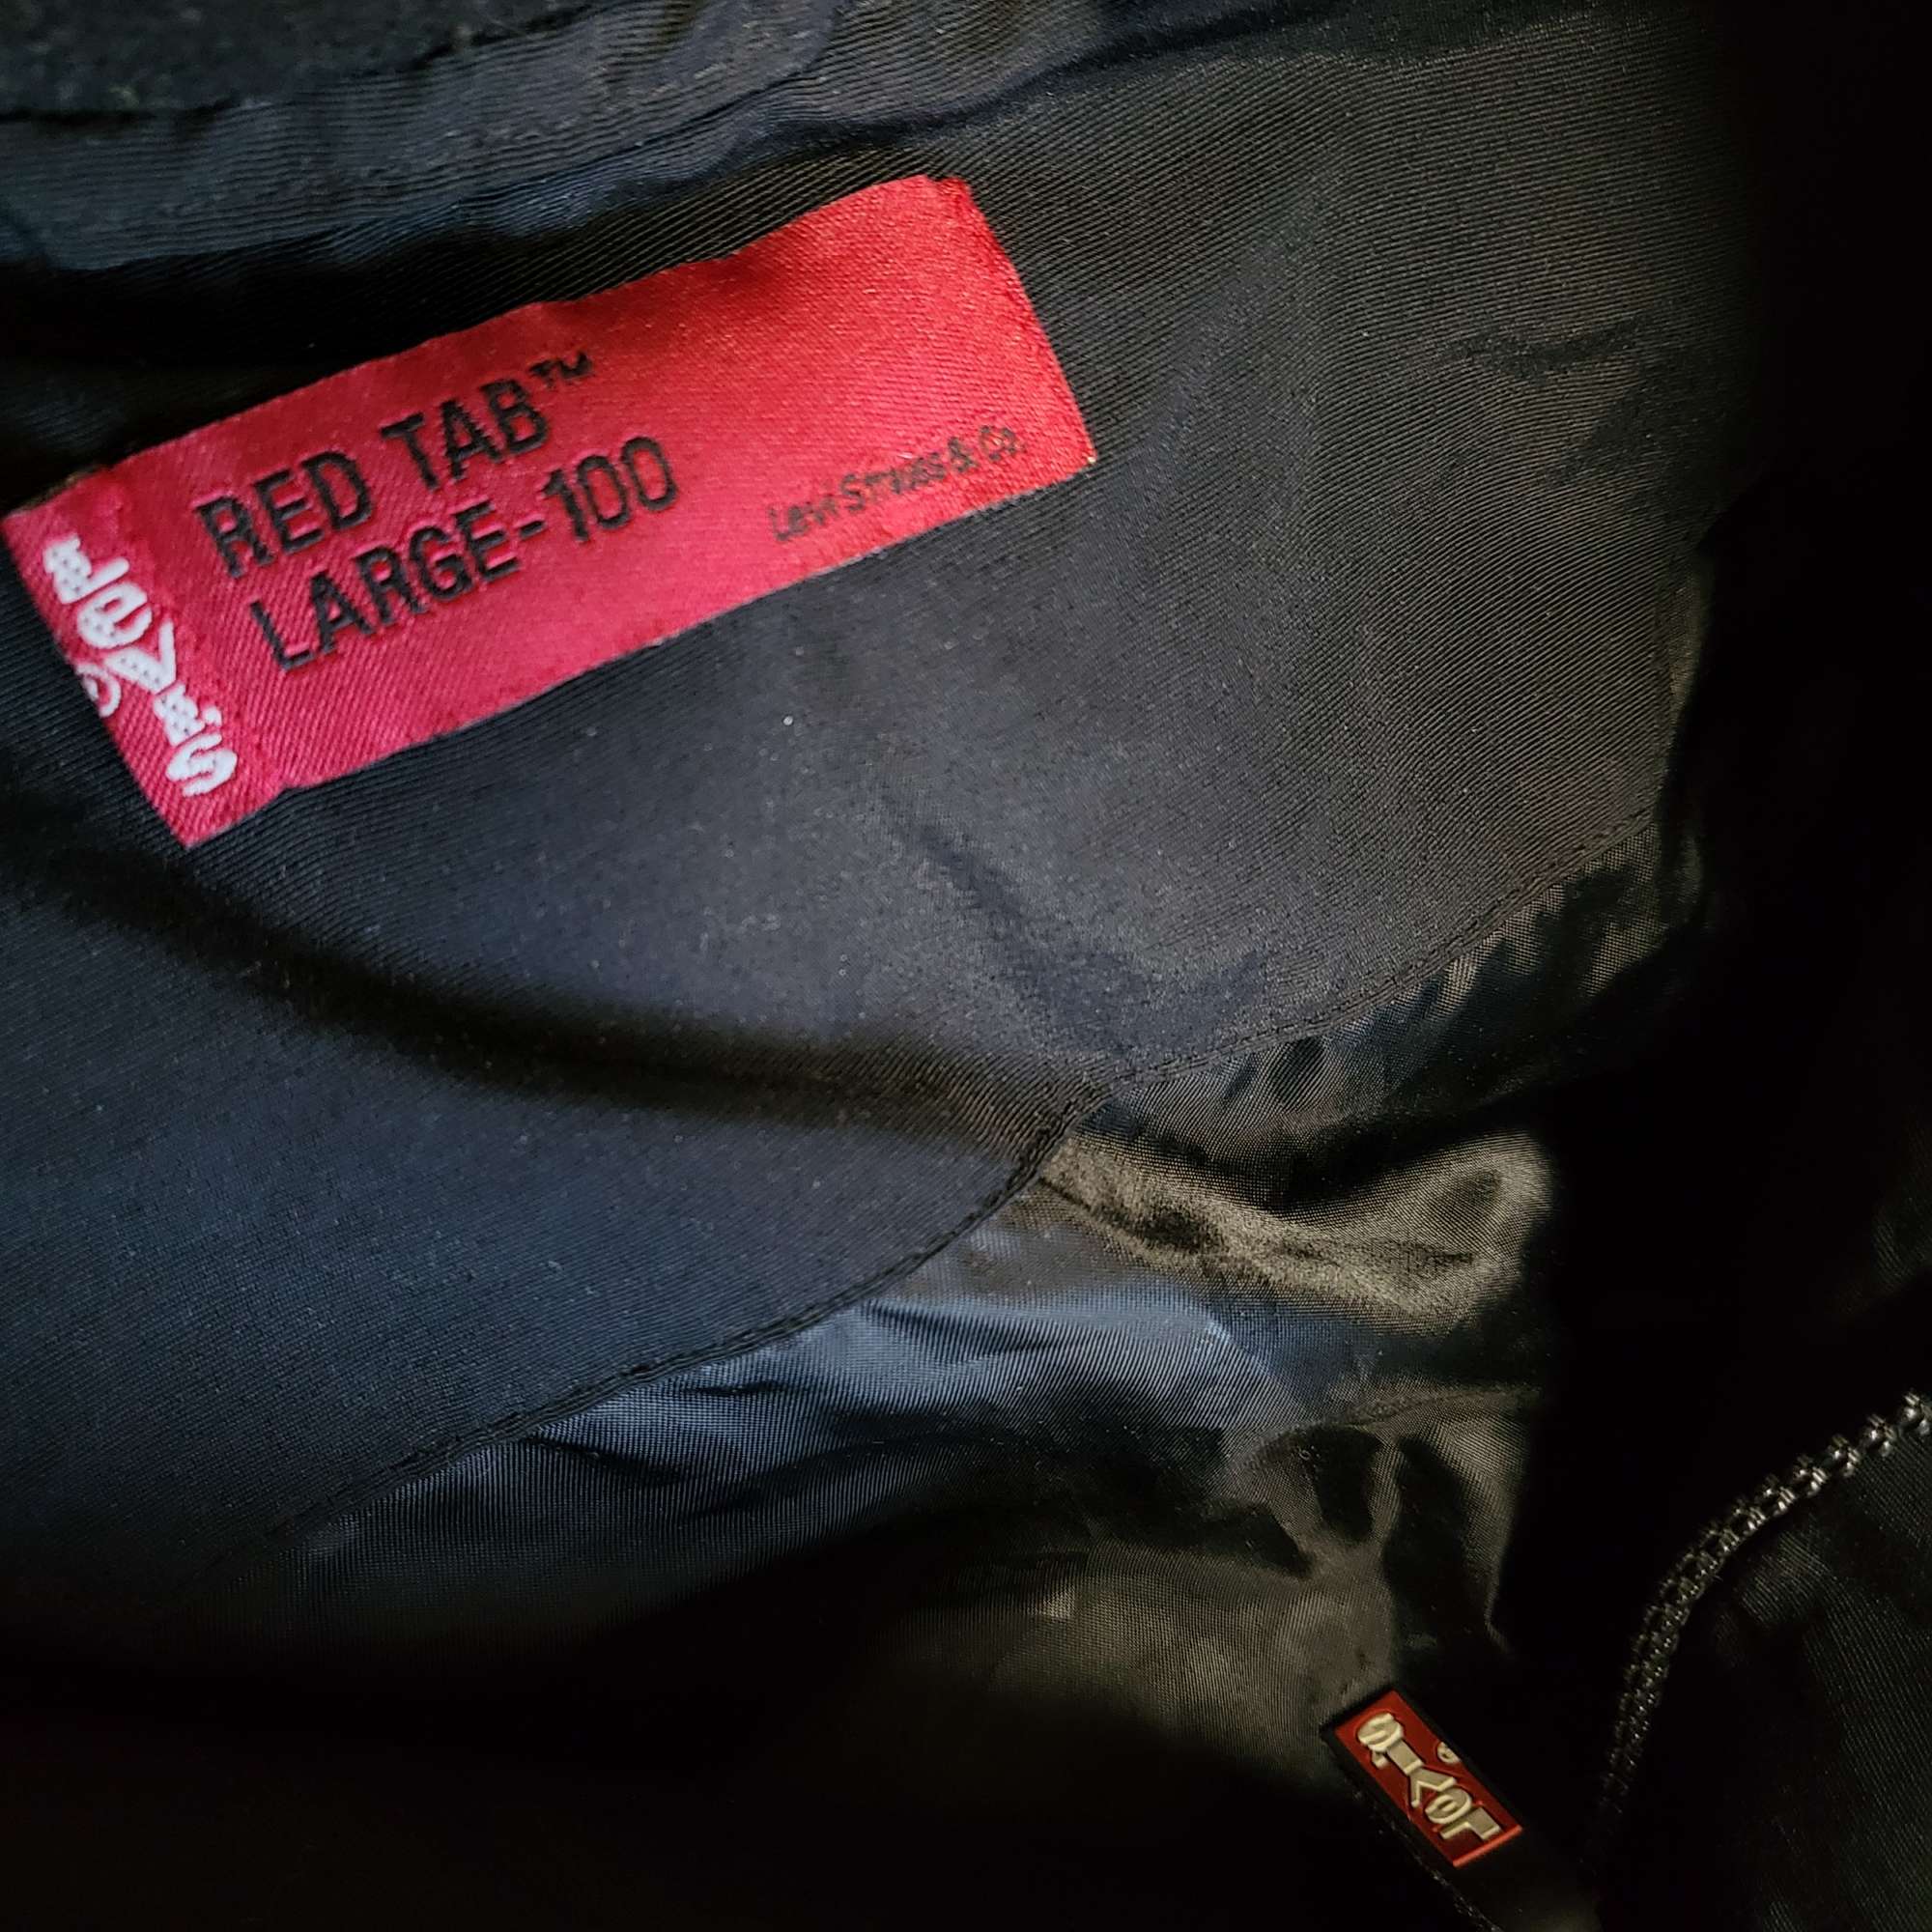 Levi's
RED TAB™
LARGE-100
Levi Strauss & Co.
Levi's®